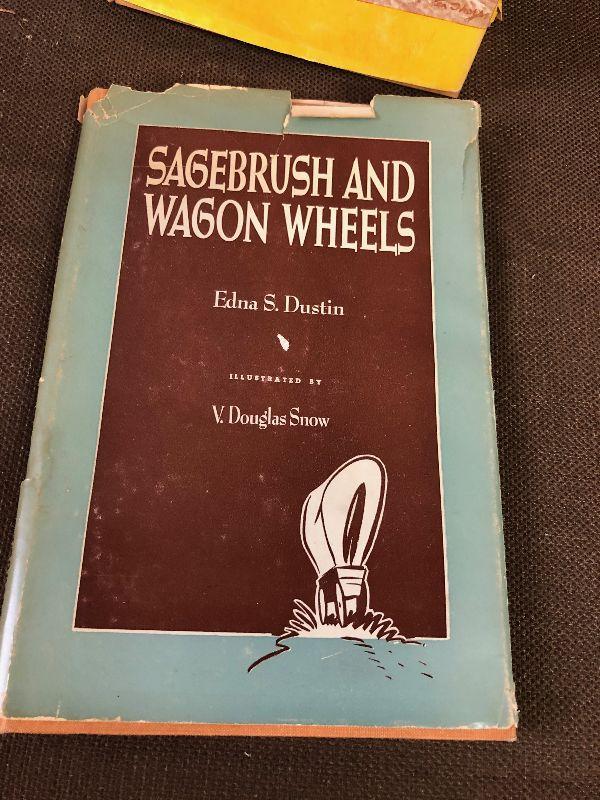 SAGEBRUSH AND
WAGON WHEELS
Edna S. Dustin
ILLUSTRATED BY
V. Douglas Snow